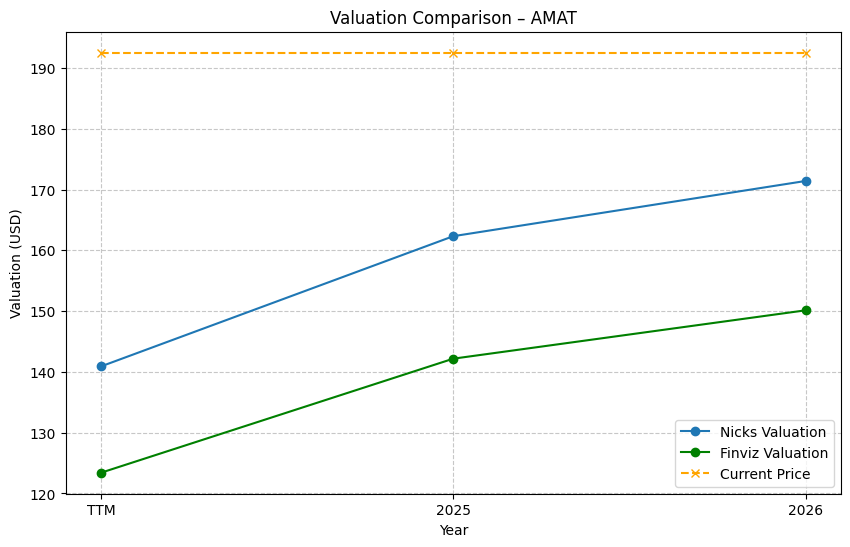 Valuation Comparison – AMAT
Valuation (USD)
190
180
170
160
150
140
130
120
TTM
2025
2026
Year
Nicks Valuation
Finviz Valuation
Current Price